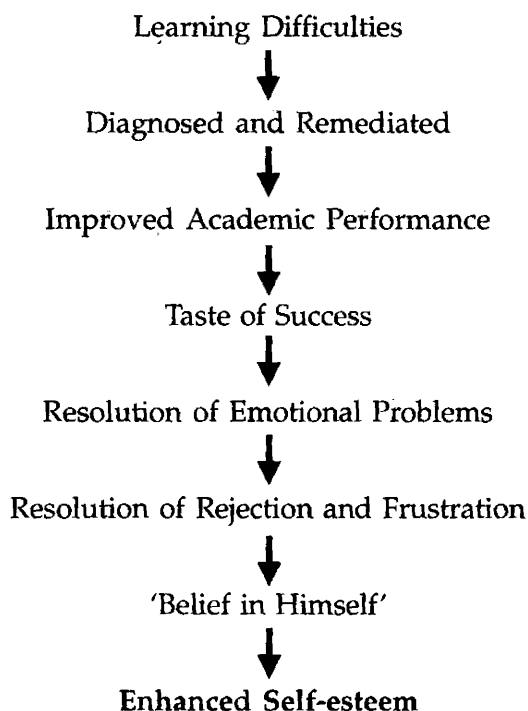 Learning Difficulties
Diagnosed and Remediated
Improved Academic Performance
Taste of Success
Resolution of Emotional Problems
Resolution of Rejection and Frustration
'Belief in Himself'
Enhanced Self-esteem